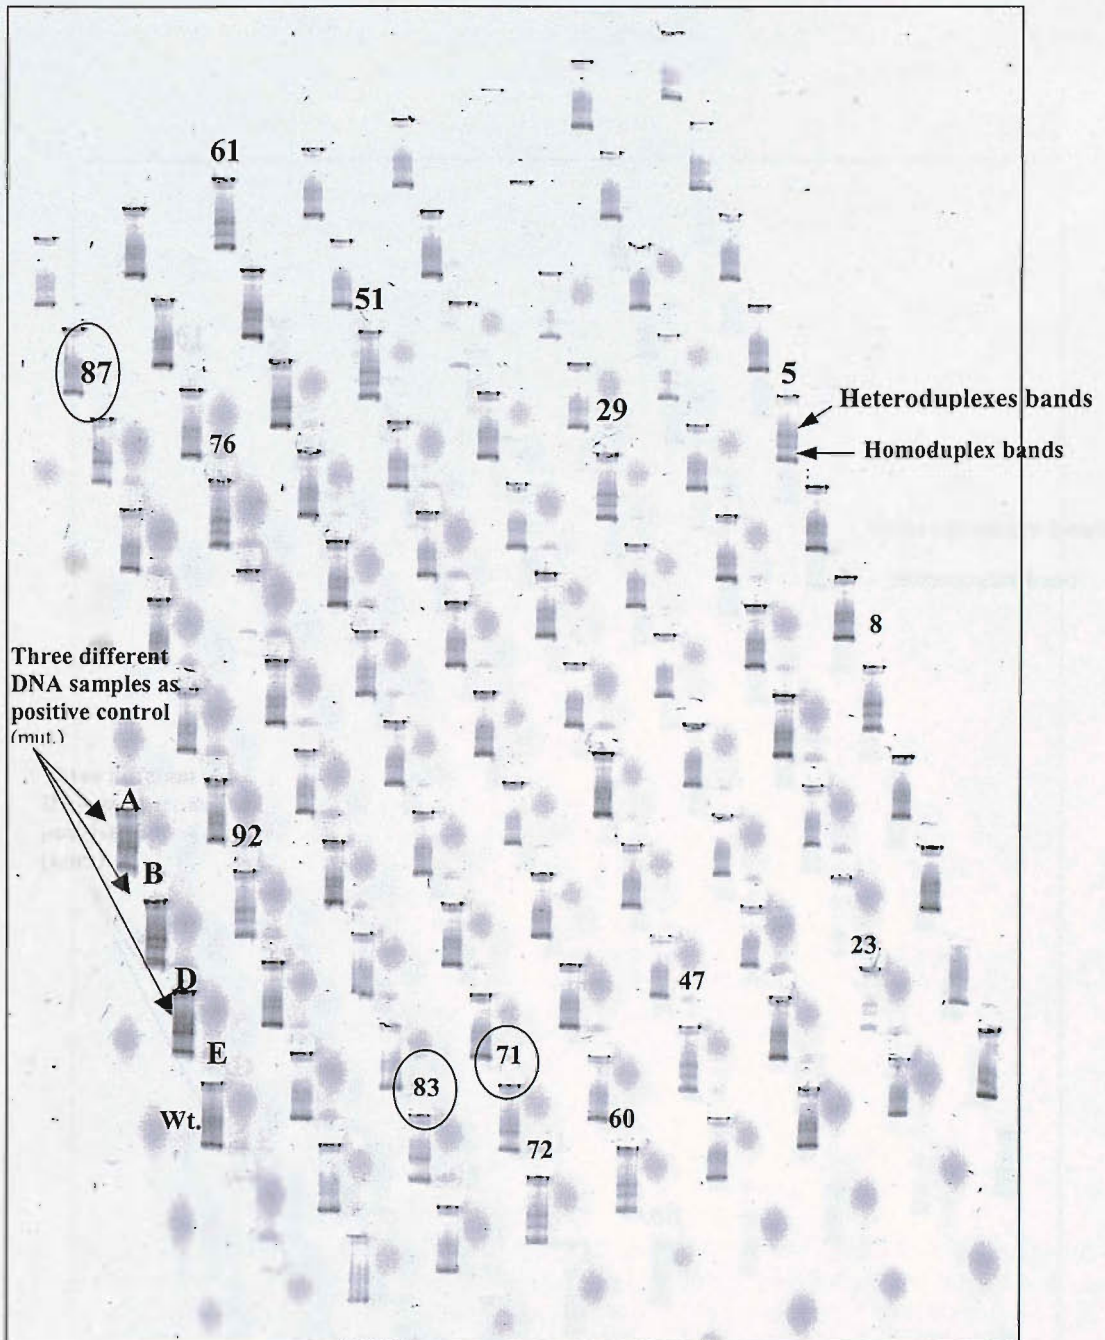 61
51
87
5
29
Heteroduplexes bands
76
Homoduplex bands
8
Three different
DNA samples as
positive control
(mut.)
A
92
B
23
D
47
E
71
83
Wt.
60
72